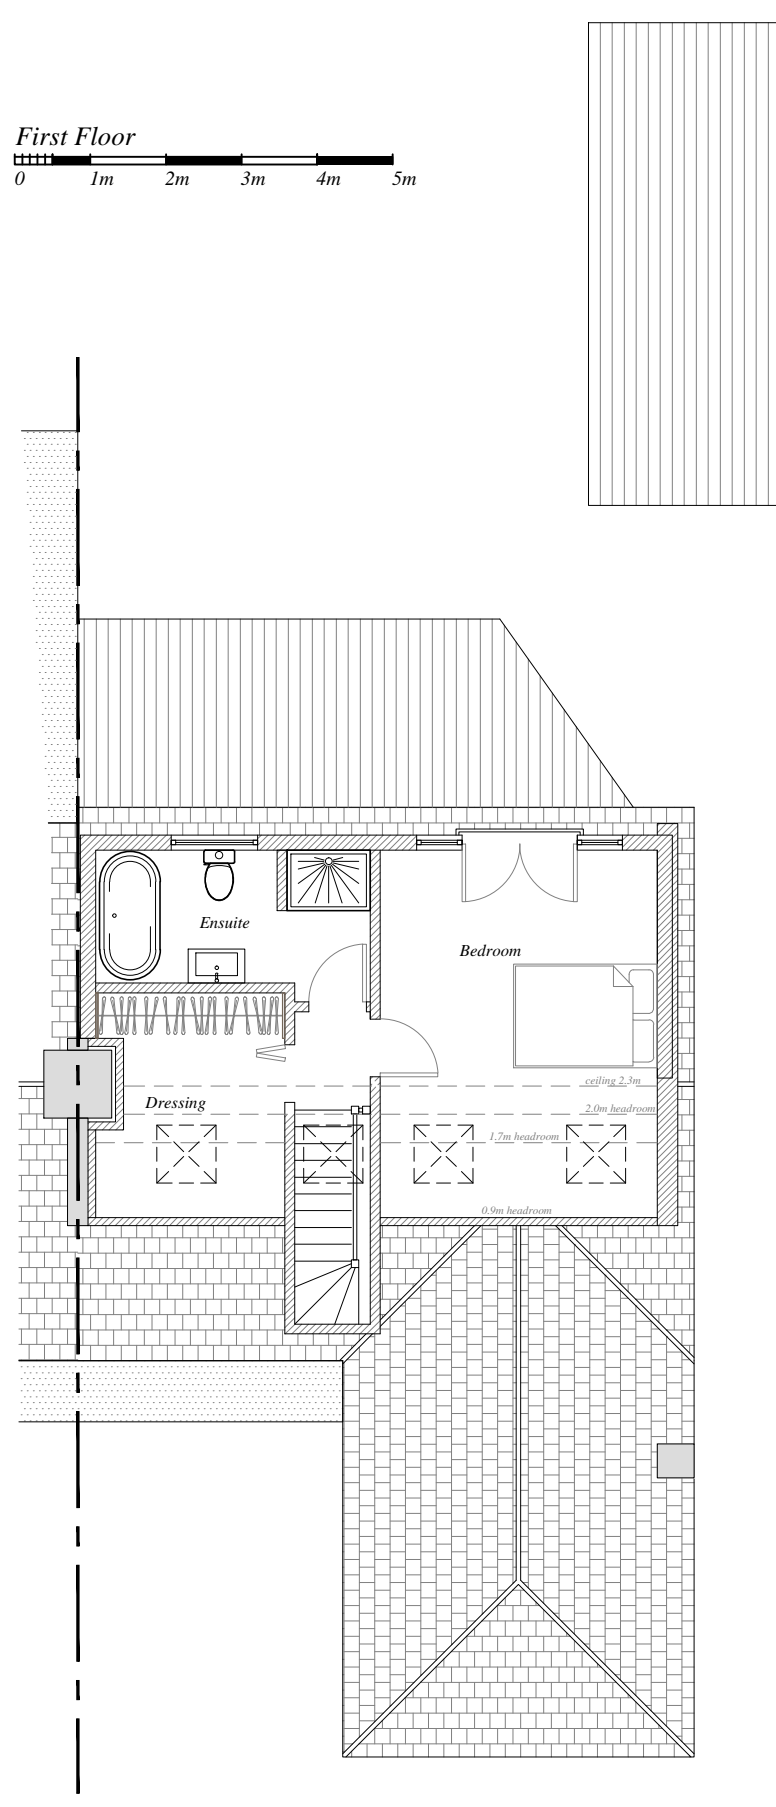 First Floor
0 1m 2m 3m 4m 5m
Ensuite
Bedroom
ceiling 2.3m
Dressing
2.0m headroom
1.7m headroom
0.9m headroom